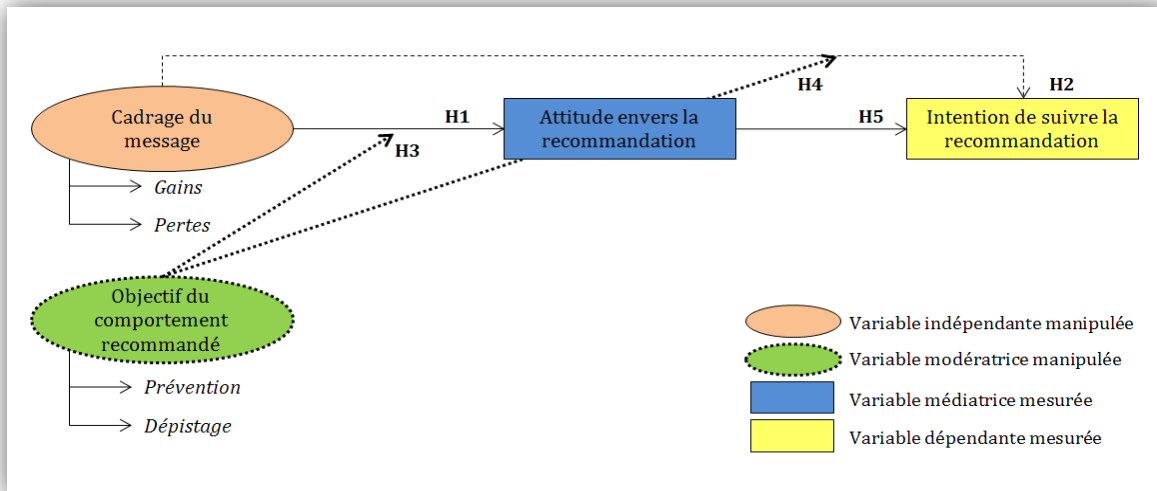 Cadrage du
message
H1
Attitude envers la
recommandation
H4
H5
H2
Intention de suivre la
recommandation
H3
Gains
Pertes
Objectif du
comportement
recommandé
Prévention
Dépistage
Variable indépendante manipulée
Variable modératrice manipulée
Variable médiatrice mesurée
Variable dépendante mesurée